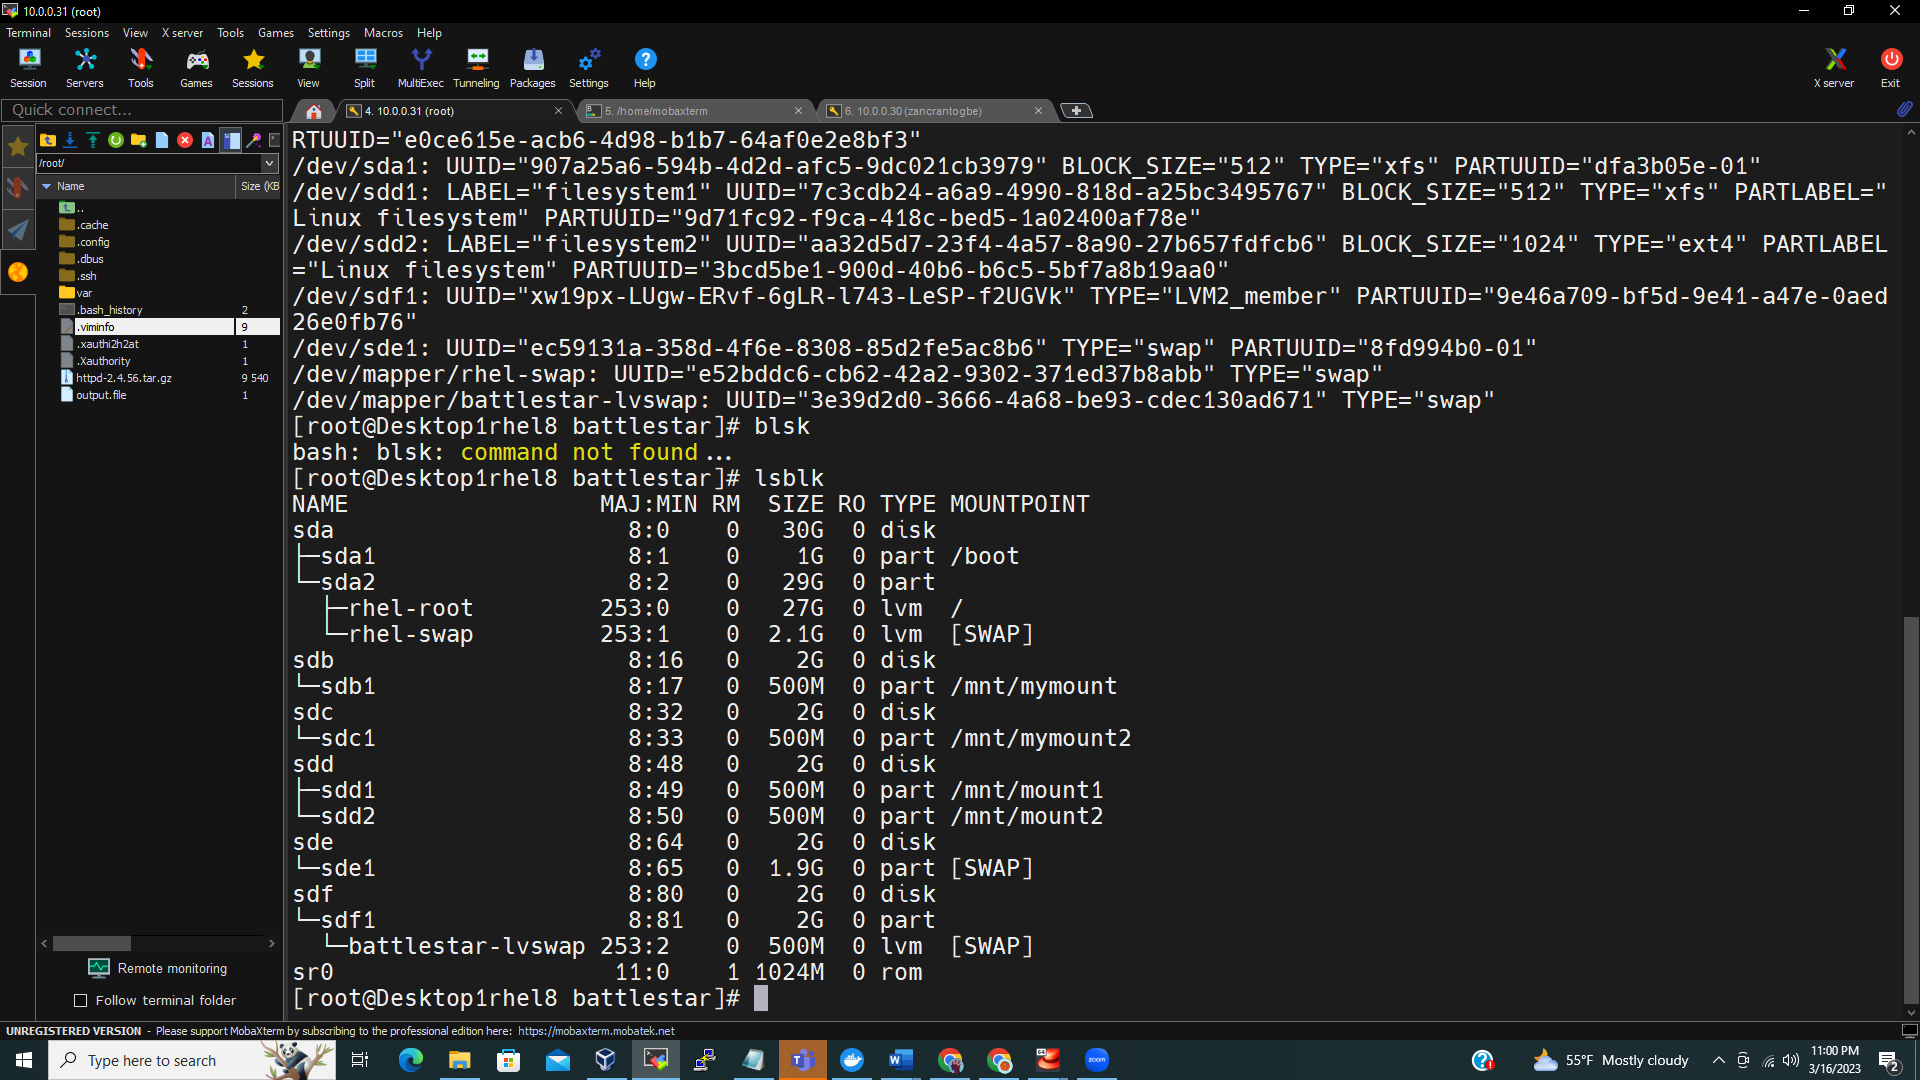 10.0.0.31 (root)
Terminal Sessions View X server Tools Games Settings Macros Help
Session Servers Tools Games Sessions View Split MultiExec Tunneling Packages Settings Help X server Exit
Quick connect...
4. 10.0.0.31 (root) 5. /home/mobaxterm 6. 10.0.0.30 (zancrantogbe)
/root/
Name Size (KB
..
.cache
.config
.dbus
.ssh
var
.bash_history 2
.viminfo 9
.xauthi2h2at 1
.Xauthority 1
httpd-2.4.56.tar.gz 9 540
output.file 1
Remote monitoring
Follow terminal folder
RTUUID="e0ce615e-acb6-4d98-b1b7-64af0e2e8bf3"
/dev/sda1: UUID="907a25a6-594b-4d2d-afc5-9dc021cb3979" BLOCK_SIZE="512" TYPE="xfs" PARTUUID="dfa3b05e-01"
/dev/sdd1: LABEL="filesystem1" UUID="7c3cdb24-a6a9-4990-818d-a25bc3495767" BLOCK_SIZE="512" TYPE="xfs" PARTLABEL="
Linux filesystem" PARTUUID="9d71fc92-f9ca-418c-bed5-1a02400af78e"
/dev/sdd2: LABEL="filesystem2" UUID="aa32d5d7-23f4-4a57-8a90-27b657fdfcb6" BLOCK_SIZE="1024" TYPE="ext4" PARTLABEL
="Linux filesystem" PARTUUID="3bcd5be1-900d-40b6-b6c5-5bf7a8b19aa0"
/dev/sdf1: UUID="xw19px-LUgw-ERvf-6gLR-l743-LeSP-f2UGVk" TYPE="LVM2_member" PARTUUID="9e46a709-bf5d-9e41-a47e-0aed
26e0fb76"
/dev/sde1: UUID="ec59131a-358d-4f6e-8308-85d2fe5ac8b6" TYPE="swap" PARTUUID="8fd994b0-01"
/dev/mapper/rhel-swap: UUID="e52bddc6-cb62-42a2-9302-371ed37b8abb" TYPE="swap"
/dev/mapper/battlestar-lvswap: UUID="3e39d2d0-3666-4a68-be93-cdec130ad671" TYPE="swap"
[root@Desktop1rhel8 battlestar]# blsk
bash: blsk: command not found...
[root@Desktop1rhel8 battlestar]# lsblk
NAME MAJ:MIN RM SIZE RO TYPE MOUNTPOINT
sda 8:0 0 30G 0 disk
├─sda1 8:1 0 1G 0 part /boot
└─sda2 8:2 0 29G 0 part
├─rhel-root 253:0 0 27G 0 lvm /
└─rhel-swap 253:1 0 2.1G 0 lvm [SWAP]
sdb 8:16 0 2G 0 disk
└─sdb1 8:17 0 500M 0 part /mnt/mymount
sdc 8:32 0 2G 0 disk
└─sdc1 8:33 0 500M 0 part /mnt/mymount2
sdd 8:48 0 2G 0 disk
├─sdd1 8:49 0 500M 0 part /mnt/mount1
└─sdd2 8:50 0 500M 0 part /mnt/mount2
sde 8:64 0 2G 0 disk
└─sde1 8:65 0 1.9G 0 part [SWAP]
sdf 8:80 0 2G 0 disk
└─sdf1 8:81 0 2G 0 part
└─battlestar-lvswap 253:2 0 500M 0 lvm [SWAP]
sr0 11:0 1 1024M 0 rom
[root@Desktop1rhel8 battlestar]#
UNREGISTERED VERSION - Please support MobaXterm by subscribing to the professional edition here: https://mobaxterm.mobatek.net
Type here to search
zoom
55°F Mostly cloudy
11:00 PM
3/16/2023
2